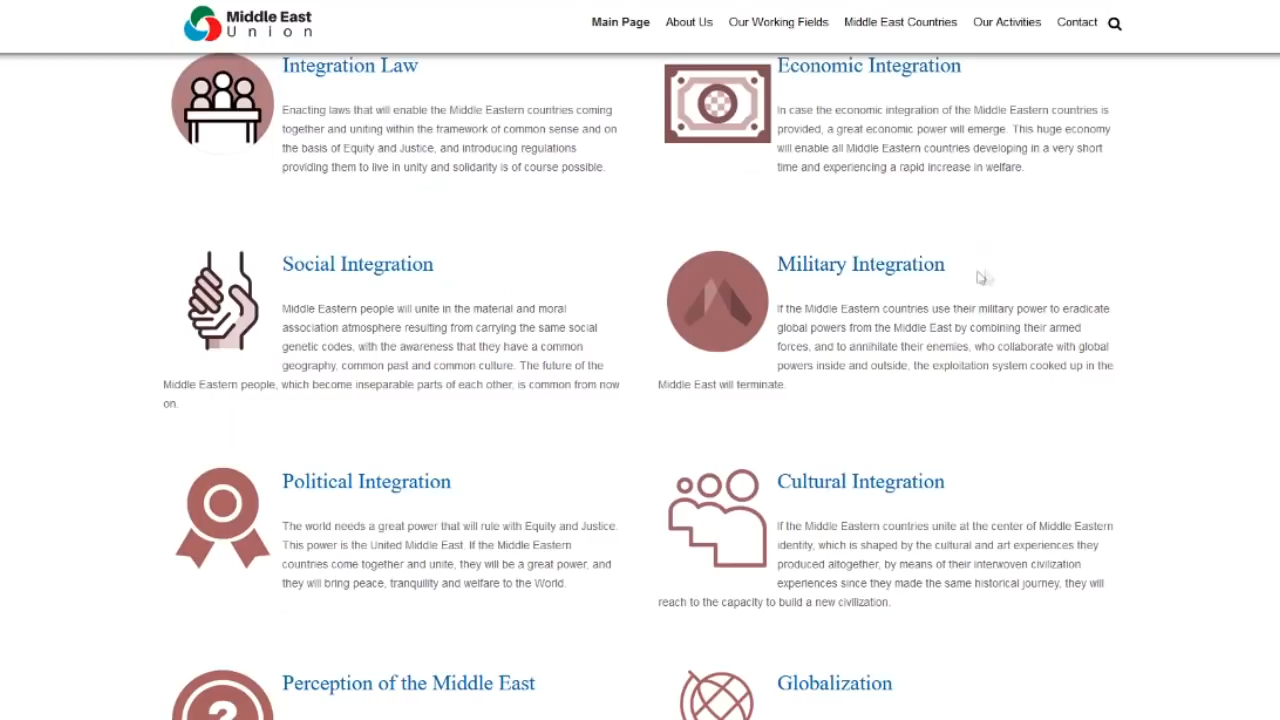 Middle East
Union
Main Page About Us Our Working Fields Middle East Countries Our Activities Contact
Integration Law
Enacting laws that will enable the Middle Eastern countries coming
together and uniting within the framework of common sense and on
the basis of Equity and Justice, and introducing regulations
providing them to live in unity and solidarity is of course possible.
Economic Integration
In case the economic integration of the Middle Eastern countries is
provided, a great economic power will emerge. This huge economy
will enable all Middle Eastern countries developing in a very short
time and experiencing a rapid increase in welfare.
Social Integration
Middle Eastern people will unite in the material and moral
association atmosphere resulting from carrying the same social
genetic codes, with the awareness that they have a common
geography, common past and common culture. The future of the
Middle Eastern people, which become inseparable parts of each other, is common from now
on.
Military Integration
If the Middle Eastern countries use their military power to eradicate
global powers from the Middle East by combining their armed
forces, and to annihilate their enemies, who collaborate with global
powers inside and outside, the exploitation system cooked up in the
Middle East will terminate.
Political Integration
The world needs a great power that will rule with Equity and Justice.
This power is the United Middle East. If the Middle Eastern
countries come together and unite, they will be a great power, and
they will bring peace, tranquility and welfare to the World.
Cultural Integration
If the Middle Eastern countries unite at the center of Middle Eastern
identity, which is shaped by the cultural and art experiences they
produced altogether, by means of their interwoven civilization
experiences since they made the same historical journey, they will
reach to the capacity to build a new civilization.
Perception of the Middle East
?
Globalization